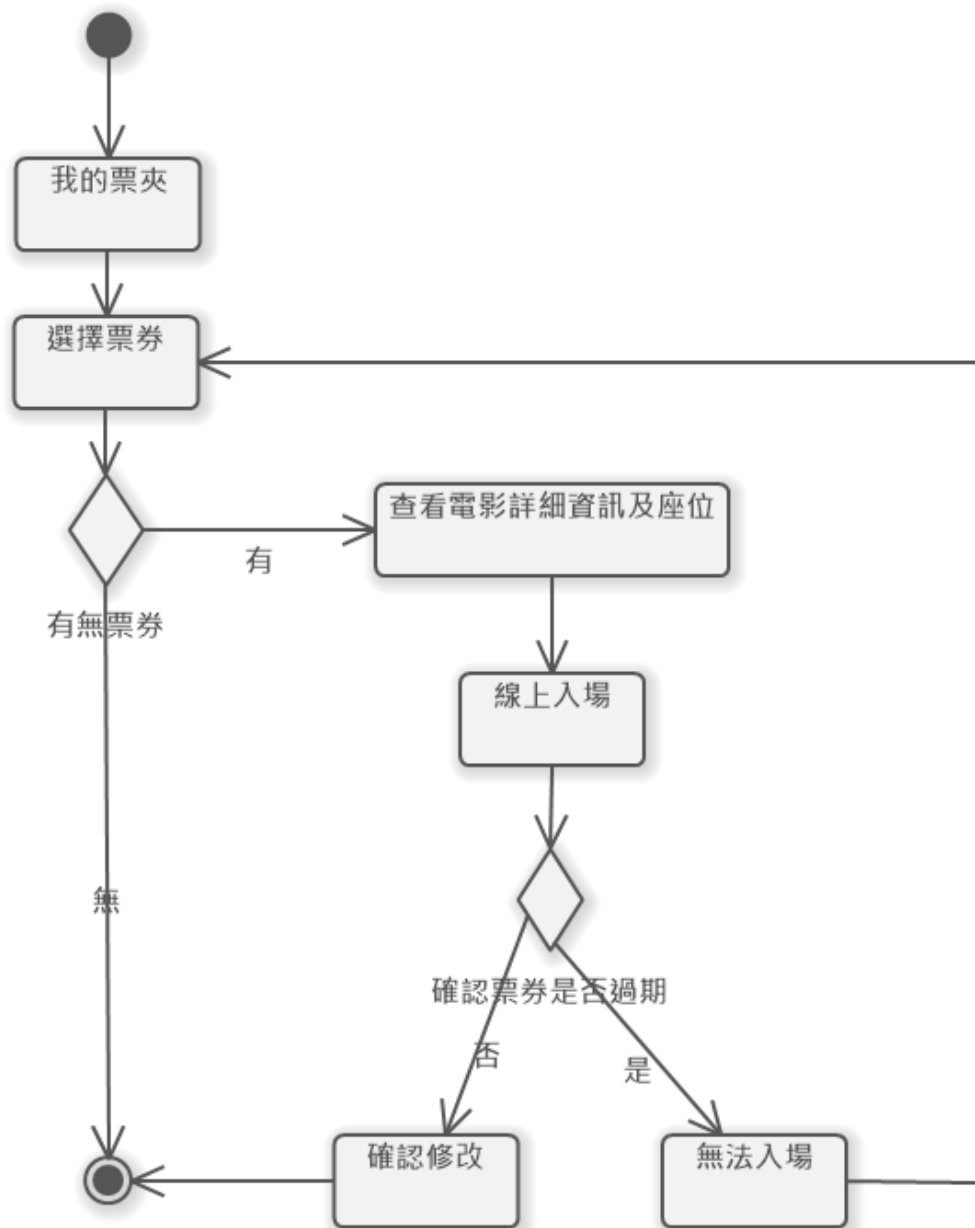 我的票夾
選擇票券
查看電影詳細資訊及座位
有
有無票券
線上入場
無
確認票券是否過期
否
是
確認修改
無法入場